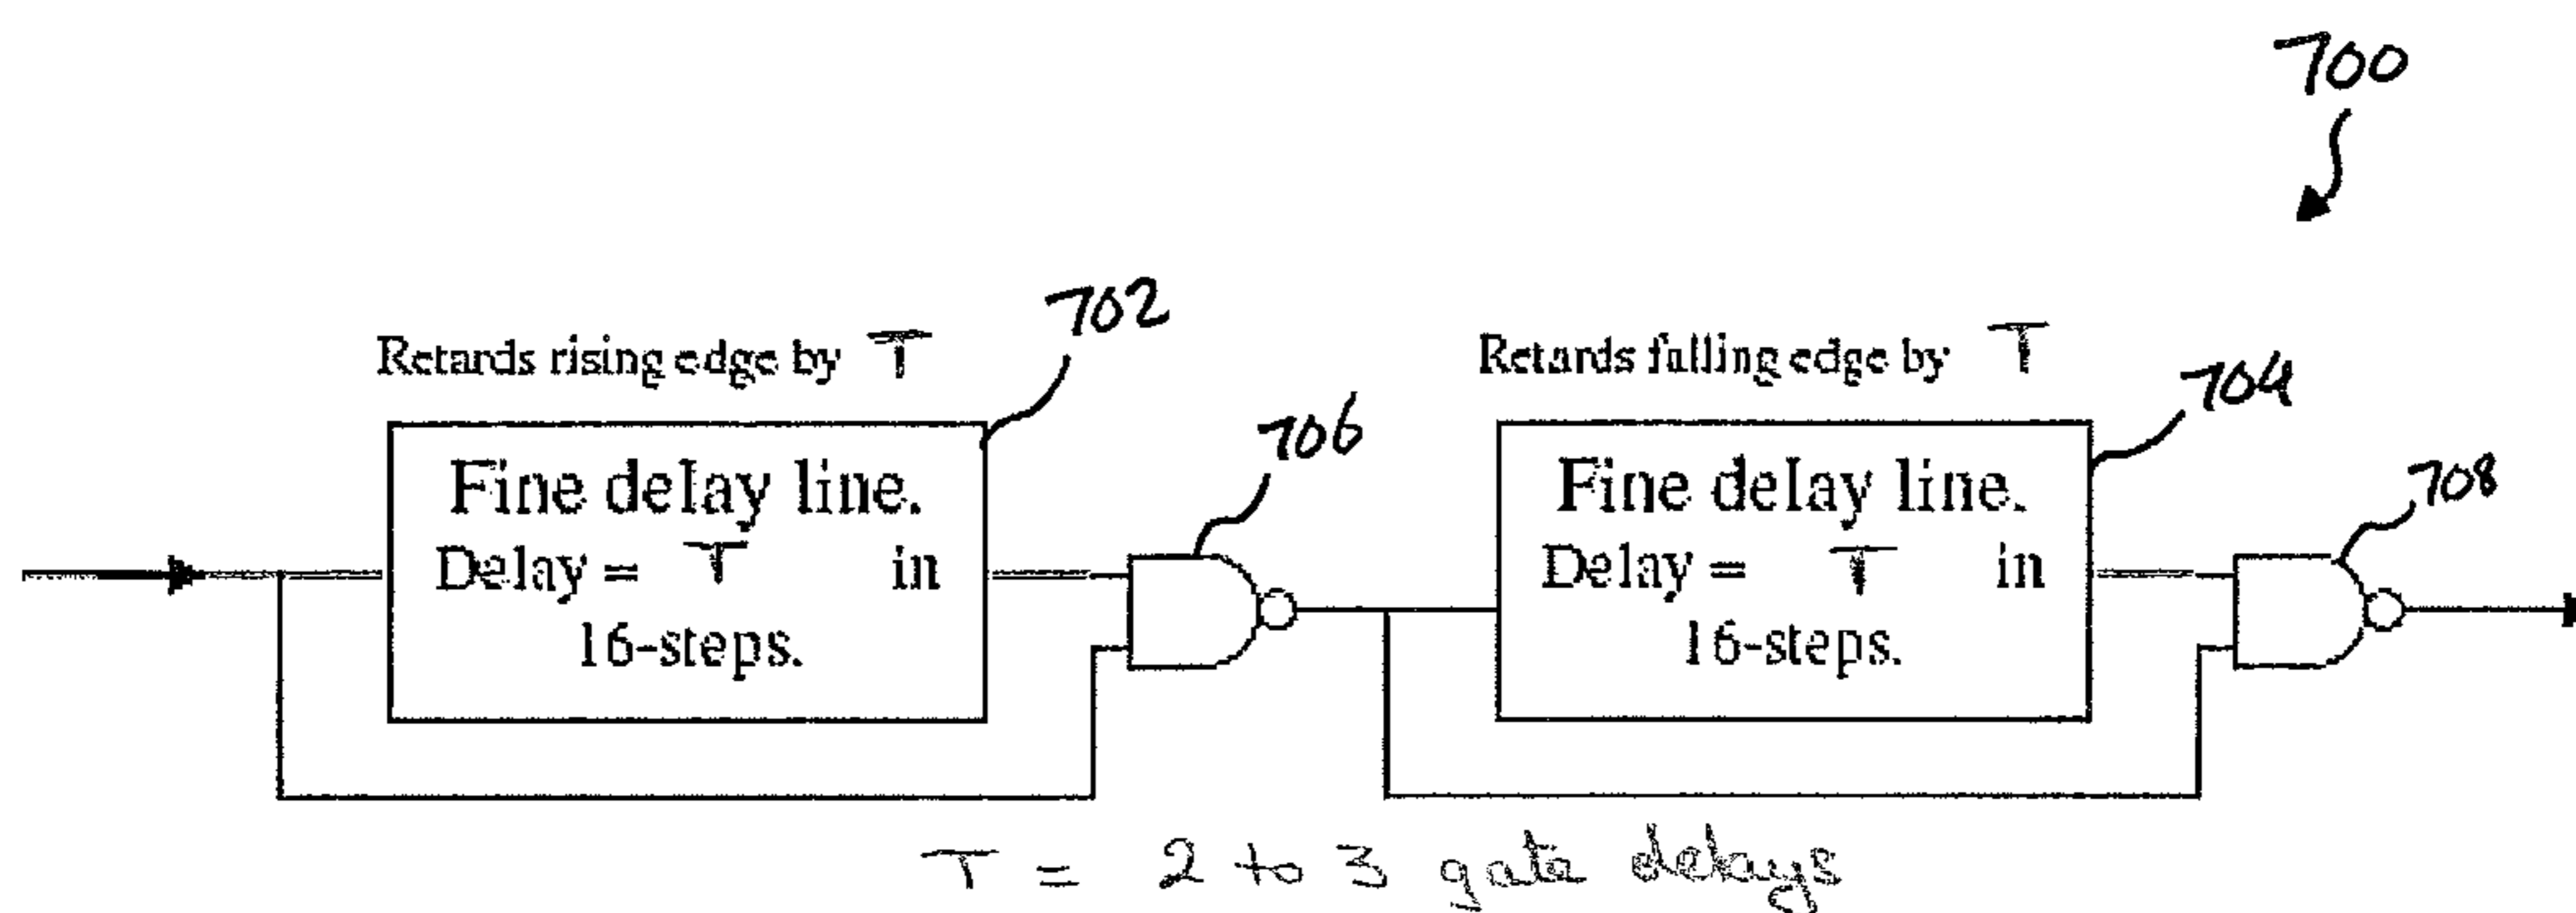 700
702
Retards rising edge by T
Retards falling edge by T
704
706
708
Fine delay line.
Delay = T in
16-steps.
Fine delay line.
Delay = T in
16-steps.
T = 2 to 3 gate delays